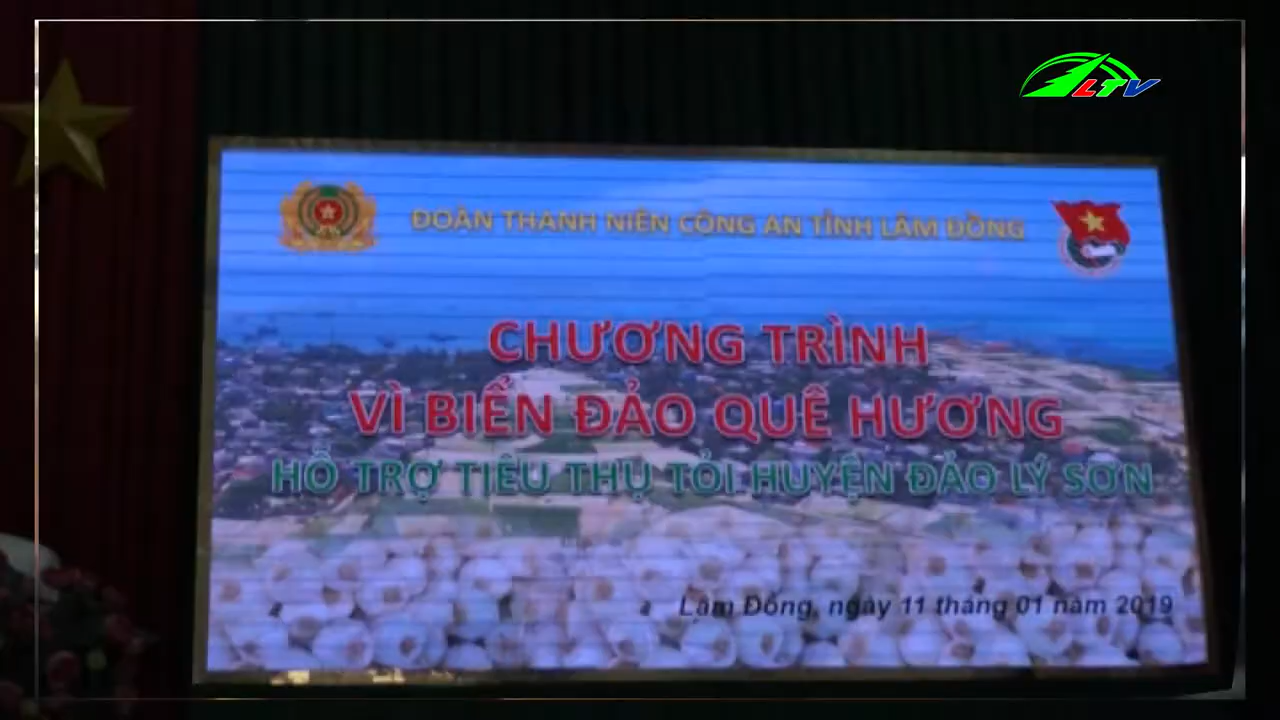 LTV
ĐOÀN THANH NIÊN CÔNG AN TỈNH LÂM ĐỒNG
CHƯƠNG TRÌNH
VÌ BIỂN ĐẢO QUÊ HƯƠNG
HỖ TRỢ TIÊU THỤ TỎI HUYỆN ĐẢO LÝ SƠN
Lâm Đồng, ngày 11 tháng 01 năm 2019